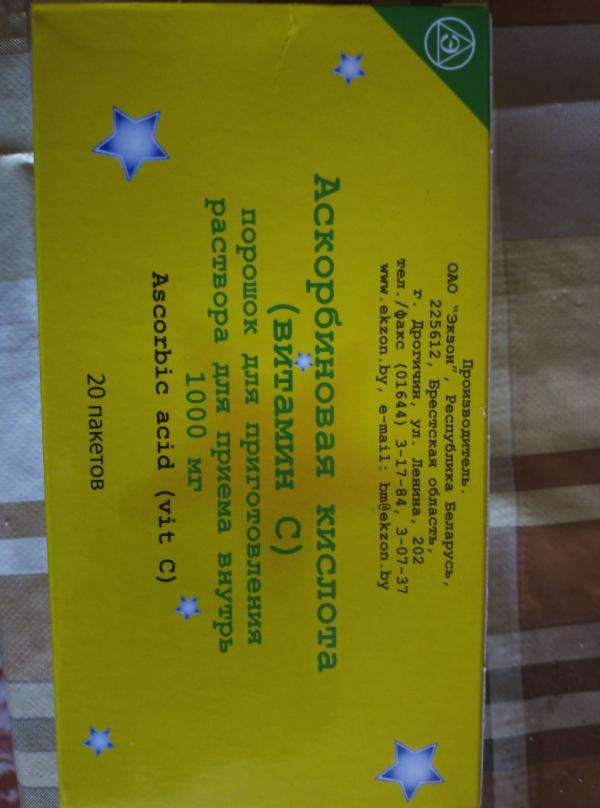 Э
Производитель.
ОАО "Экзон", Республика Беларусь,
225612, Брестская область,
г. Дрогичин, ул. Ленина, 202
тел./факс (01644) 3-17-84, 3-07-37
www.ekzon.by, e-mail: bm@ekzon.by
Аскорбиновая кислота
(витамин С)
порошок для приготовления
раствора для приема внутрь
1000 мг
Ascorbic acid (vit C)
20 пакетов